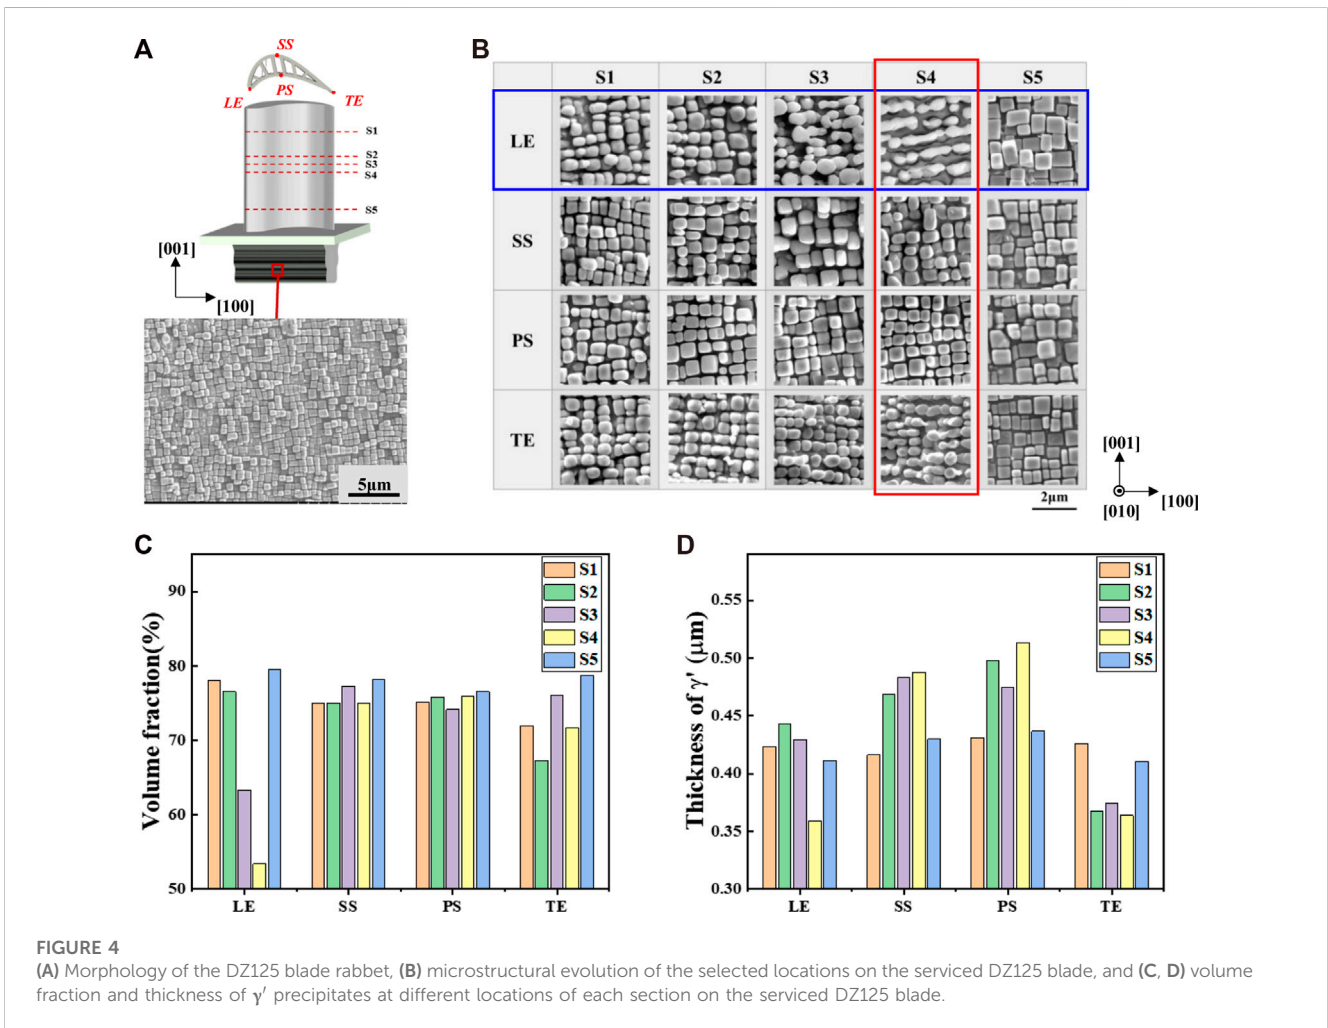 A
SS
PS
LE
TE
S1
S2
S3
S4
S5
[001]
[100]
5μm
B
S1 S2 S3 S4 S5
LE
SS
PS
TE
2μm
[001]
[100]
[010]
C
Volume fraction(%)
90
80
70
60
50
LE SS PS TE
S1
S2
S3
S4
S5
D
Thickness of γ' (μm)
0.55
0.50
0.45
0.40
0.35
0.30
LE SS PS TE
S1
S2
S3
S4
S5
FIGURE 4
(A) Morphology of the DZ125 blade rabbet, (B) microstructural evolution of the selected locations on the serviced DZ125 blade, and (C, D) volume
fraction and thickness of γ′ precipitates at different locations of each section on the serviced DZ125 blade.